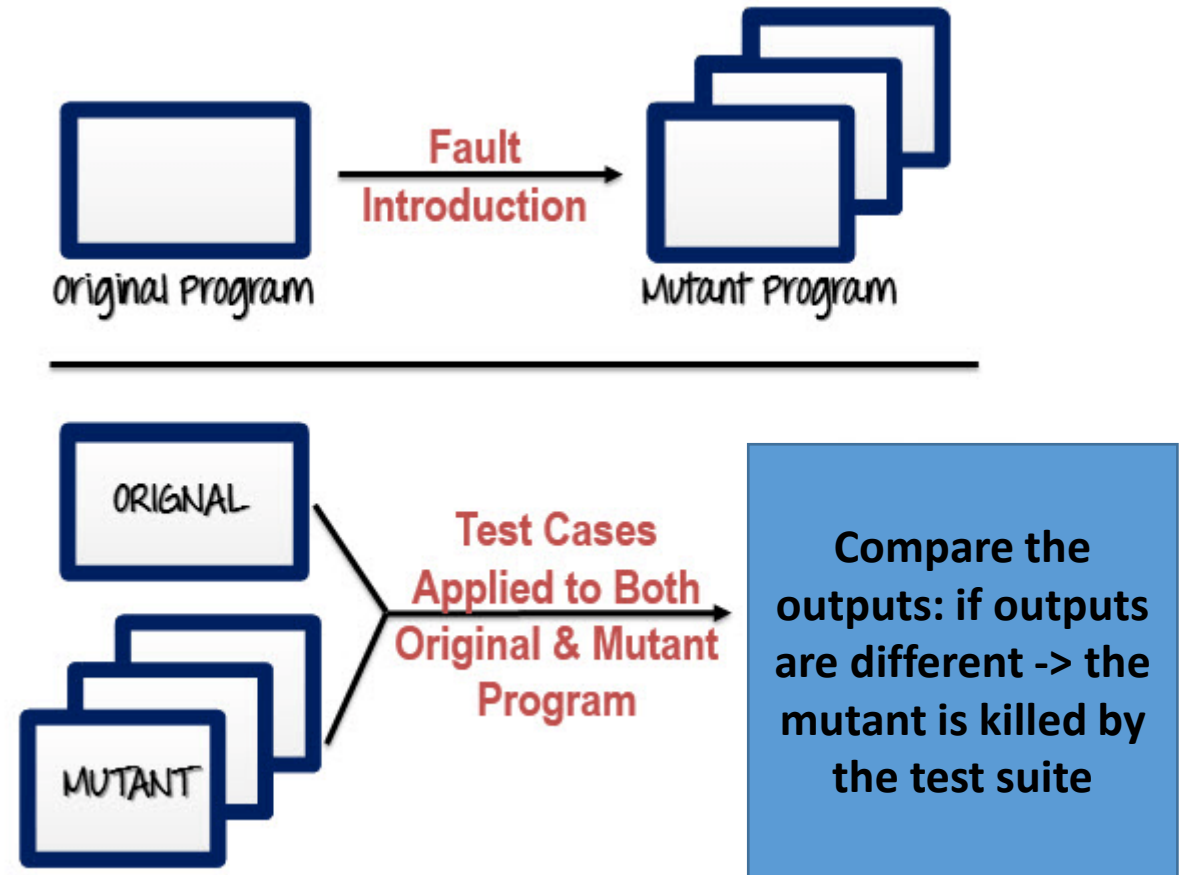 Fault
Introduction
Original Program
Mutant Program
ORIGNAL
MUTANT
Test Cases
Applied to Both
Original & Mutant
Program
Compare the
outputs: if outputs
are different -> the
mutant is killed by
the test suite